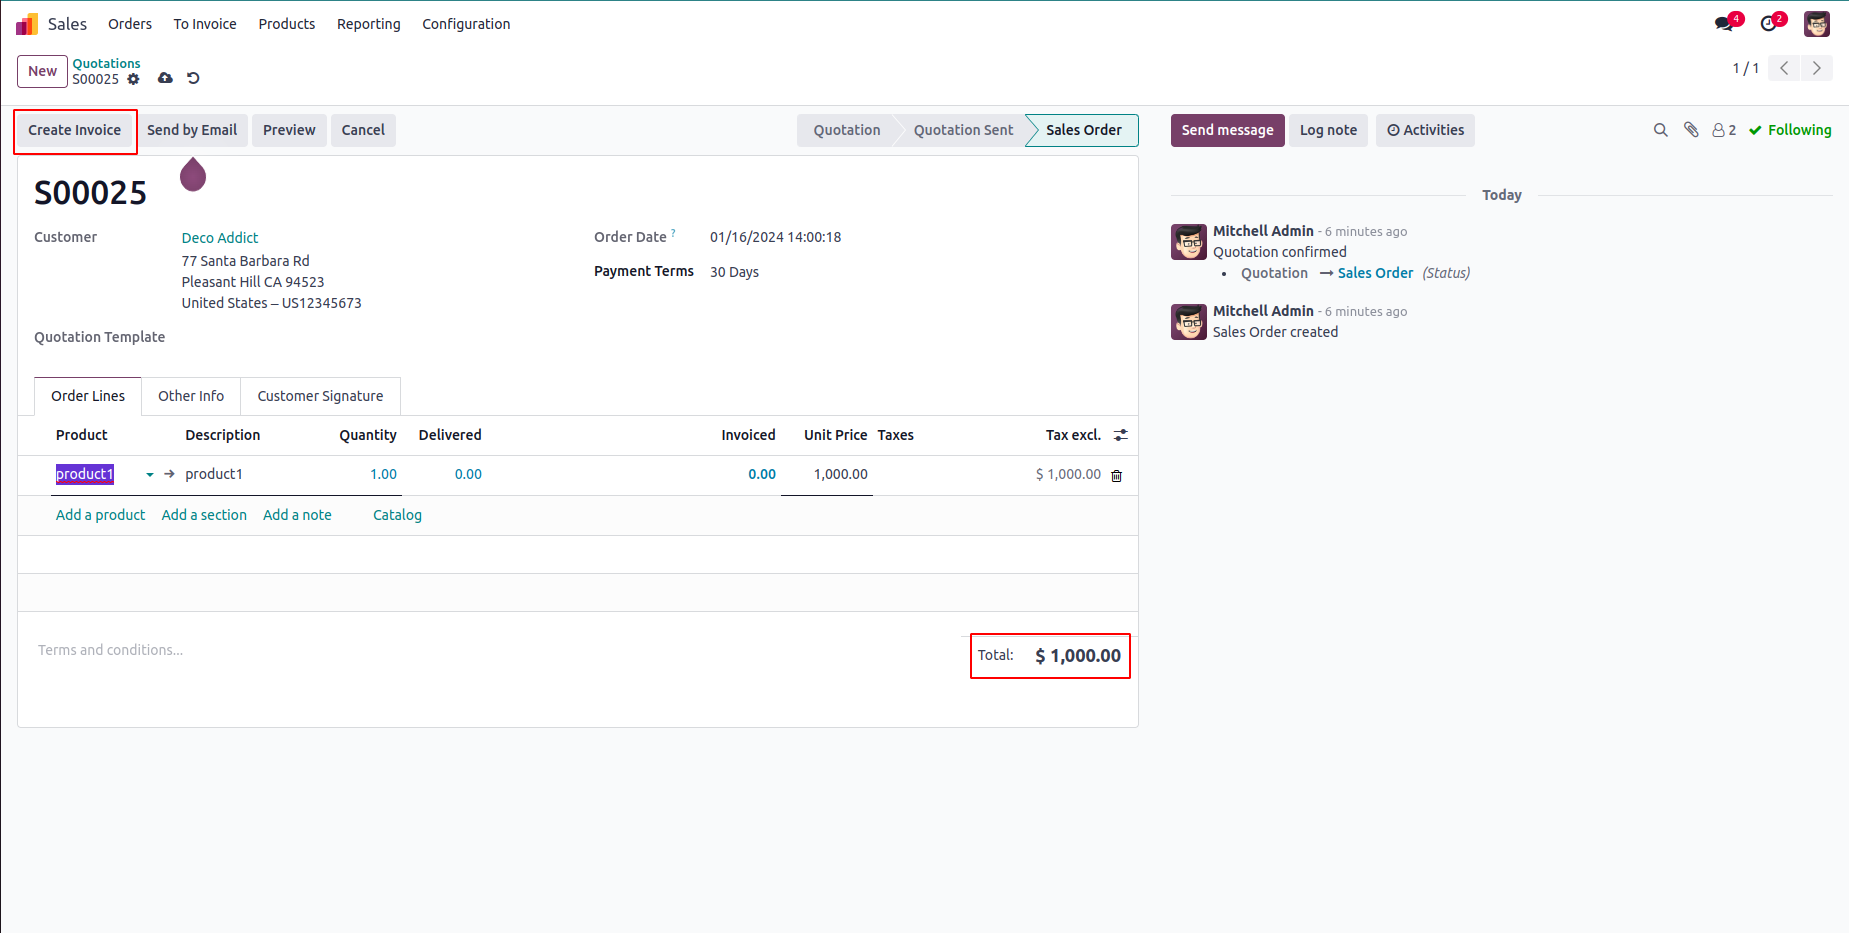 Sales Orders To Invoice Products Reporting Configuration 4 2
New Quotations
S00025 1 / 1
Create Invoice Send by Email Preview Cancel Quotation Quotation Sent Sales Order Send message Log note Activities 2 Following
S00025
Customer Deco Addict
77 Santa Barbara Rd
Pleasant Hill CA 94523
United States – US12345673
Order Date ? 01/16/2024 14:00:18
Payment Terms 30 Days
Quotation Template
Order Lines Other Info Customer Signature
Product Description Quantity Delivered Invoiced Unit Price Taxes Tax excl.
product1 product1 1.00 0.00 0.00 1,000.00 $ 1,000.00
Add a product Add a section Add a note Catalog
Terms and conditions...
Total: $ 1,000.00
Today
Mitchell Admin - 6 minutes ago
Quotation confirmed
• Quotation → Sales Order (Status)
Mitchell Admin - 6 minutes ago
Sales Order created